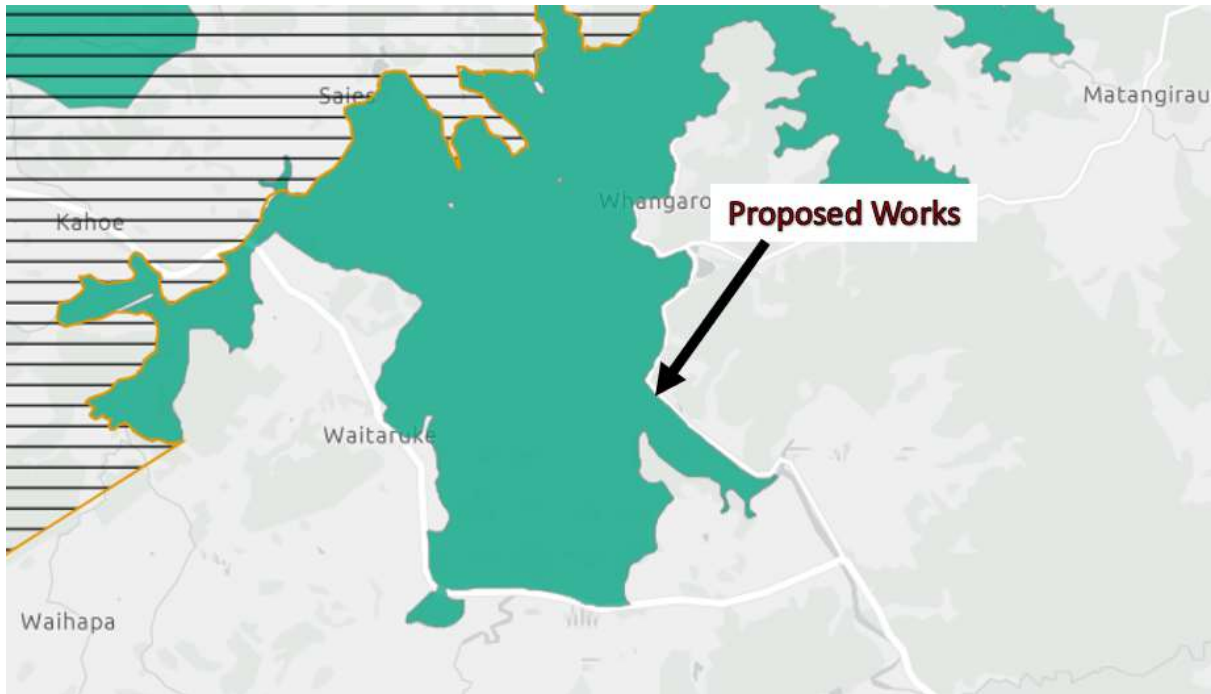 Saies
Matangirau
Kahoe
Whangaro
Proposed Works
Waitaruke
Waihapa